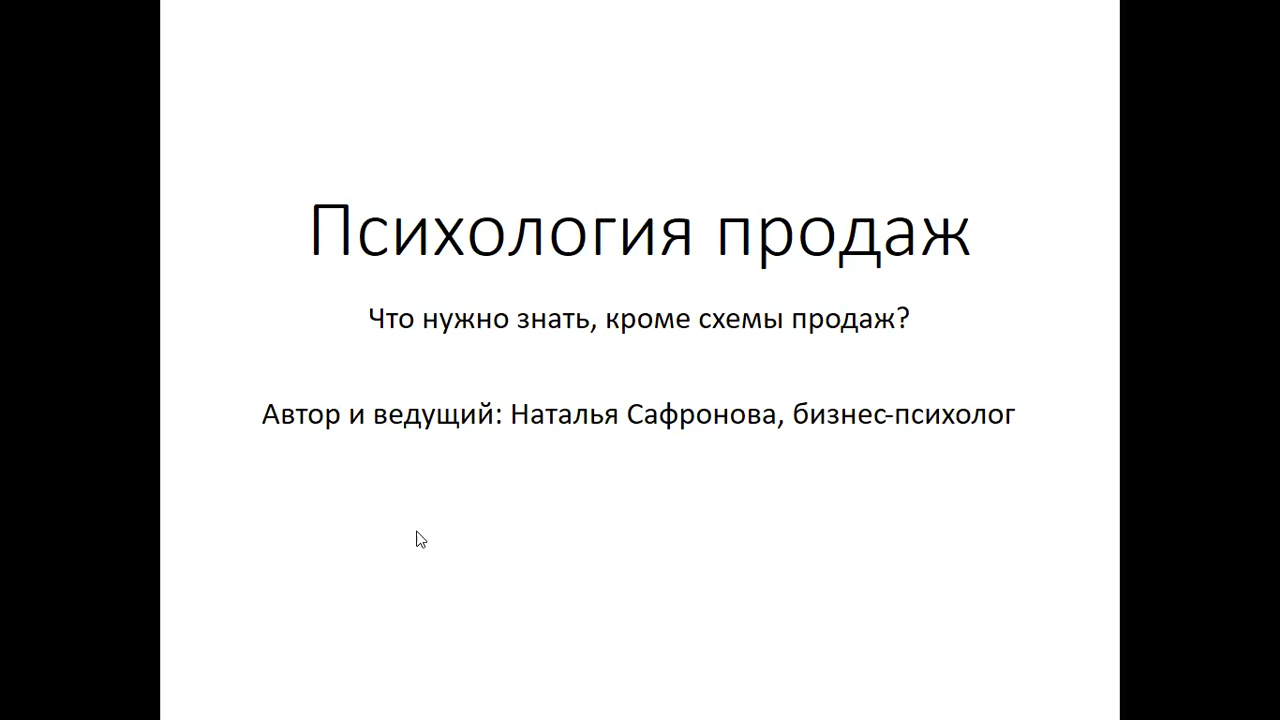 Психология продаж
Что нужно знать, кроме схемы продаж?
Автор и ведущий: Наталья Сафронова, бизнес-психолог